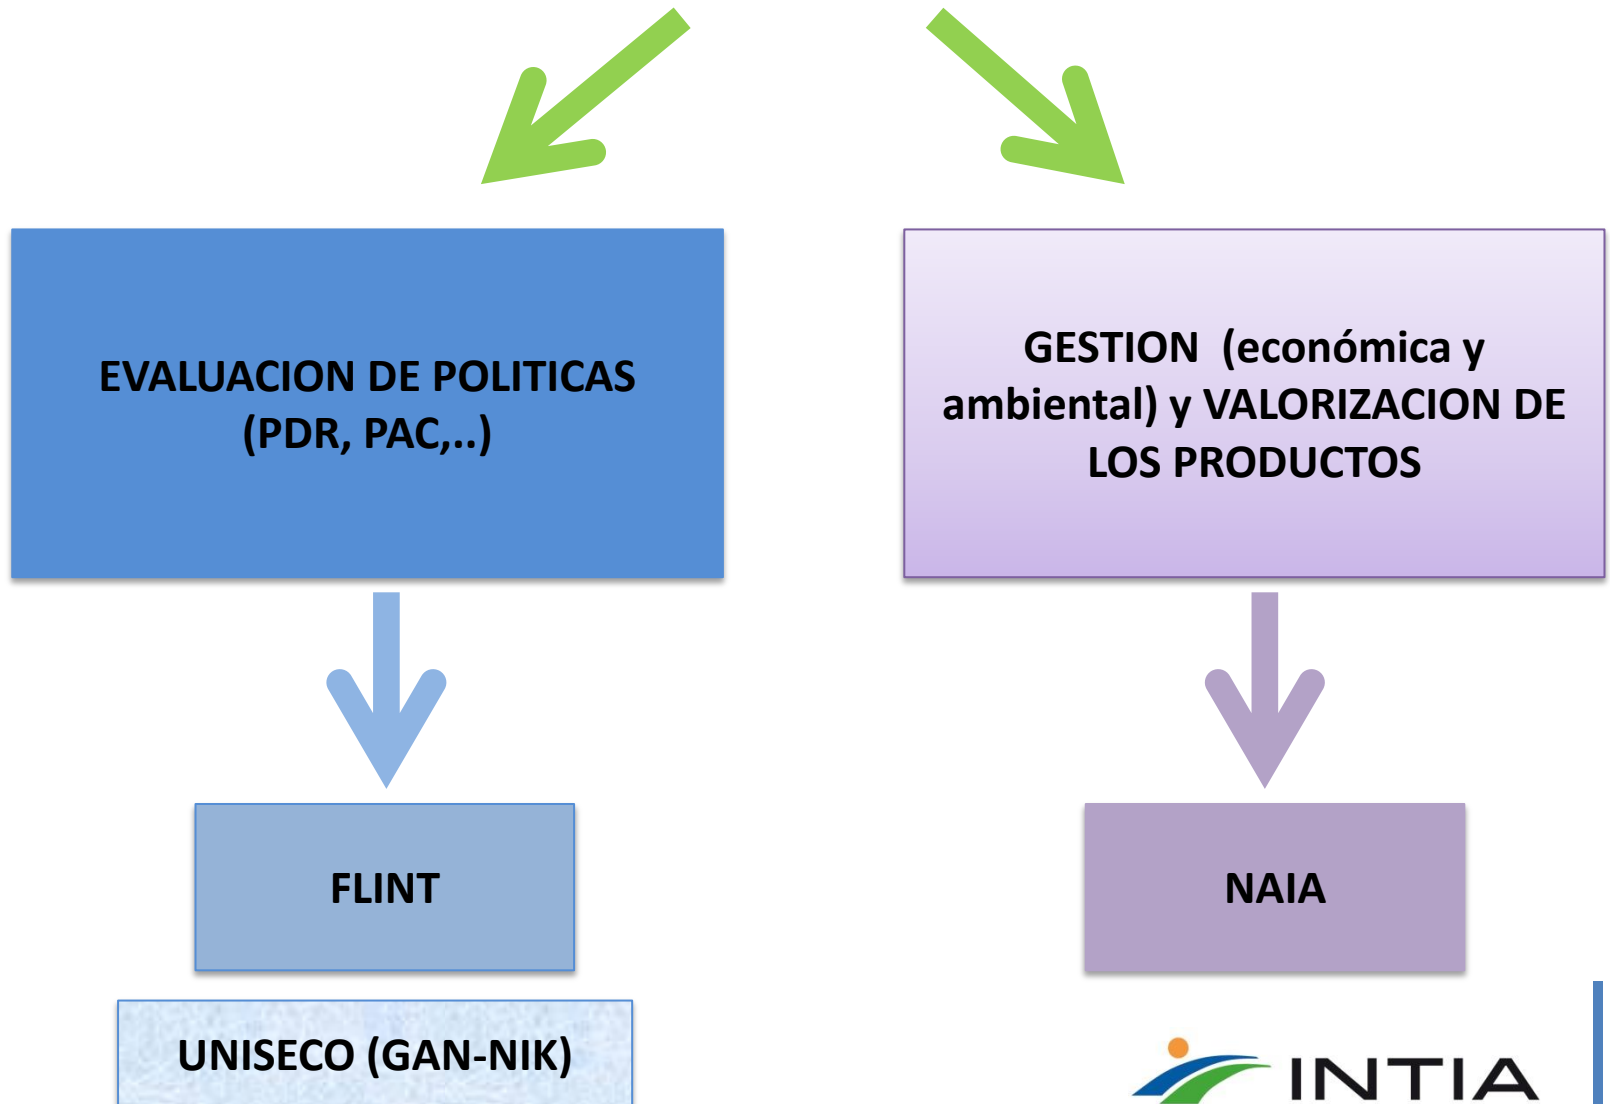 EVALUACION DE POLITICAS
(PDR, PAC,..)
GESTION (económica y
ambiental) y VALORIZACION DE
LOS PRODUCTOS
FLINT
NAIA
UNISECO (GAN-NIK)
INTIA